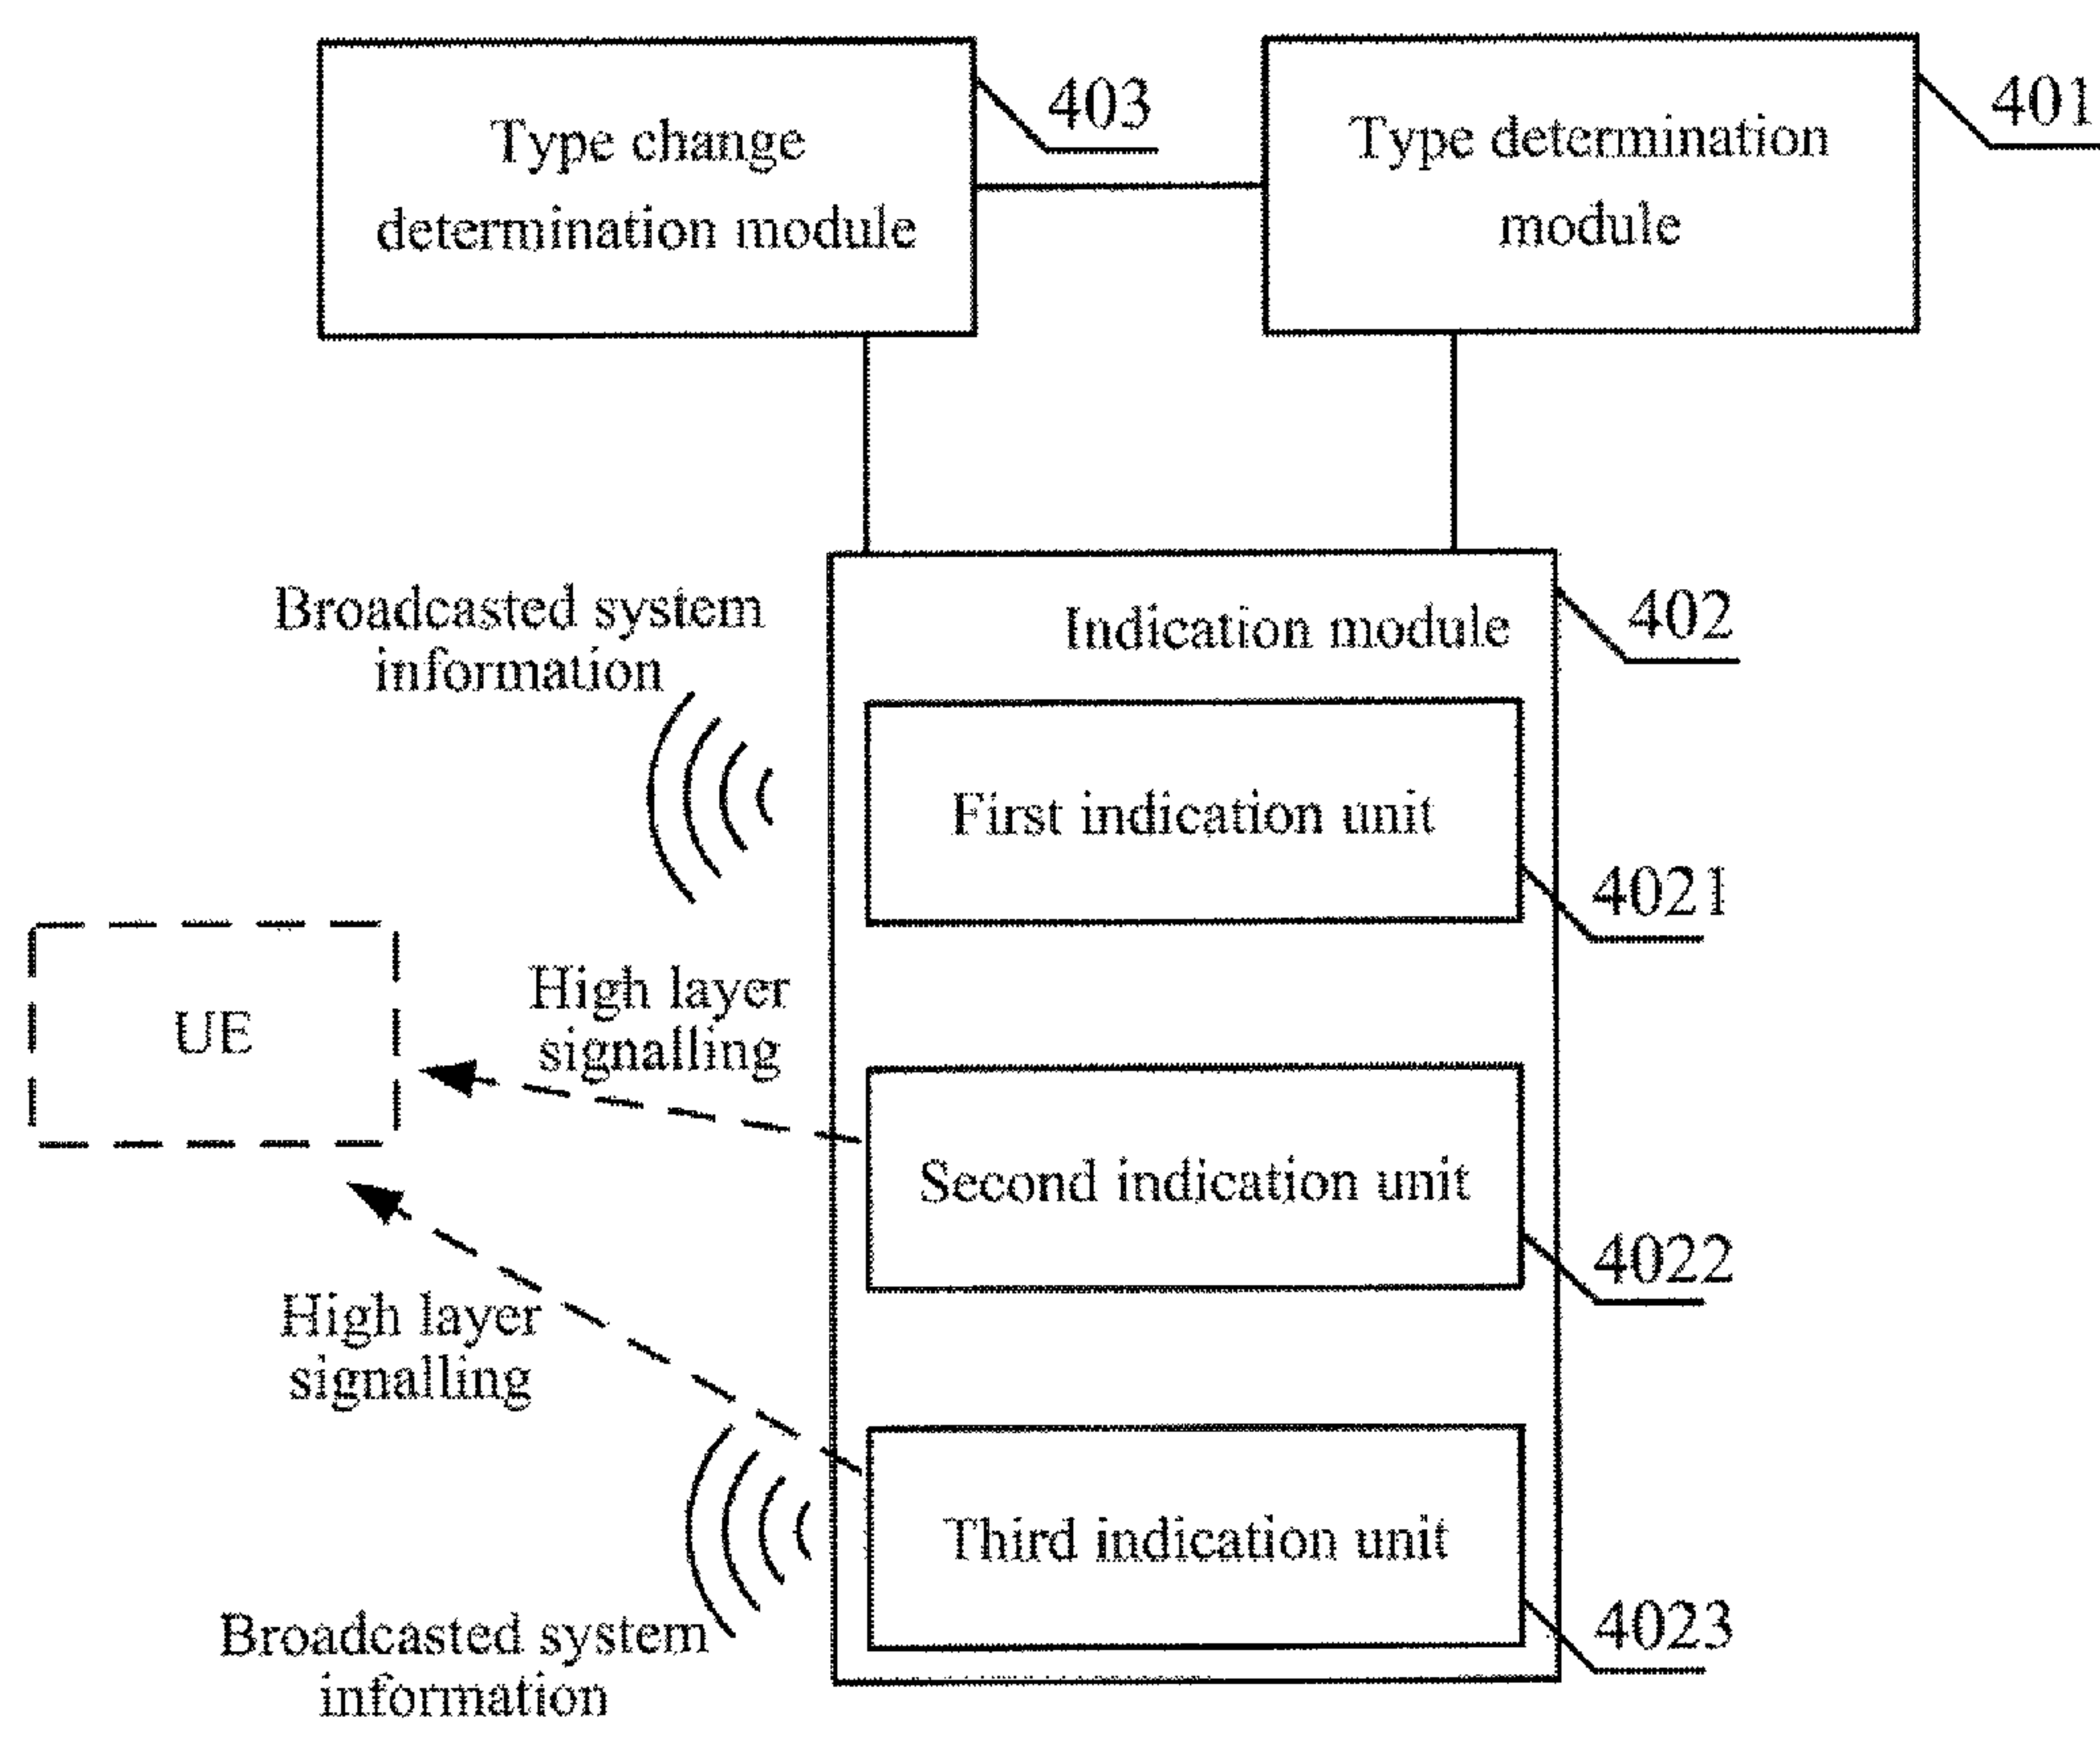 Type change
determination module
403
Type determination
module
401
Broadcasted system
information
Indication module
402
First indication unit
4021
UE
High layer
signalling
Second indication unit
4022
High layer
signalling
Third indication unit
4023
Broadcasted system
information